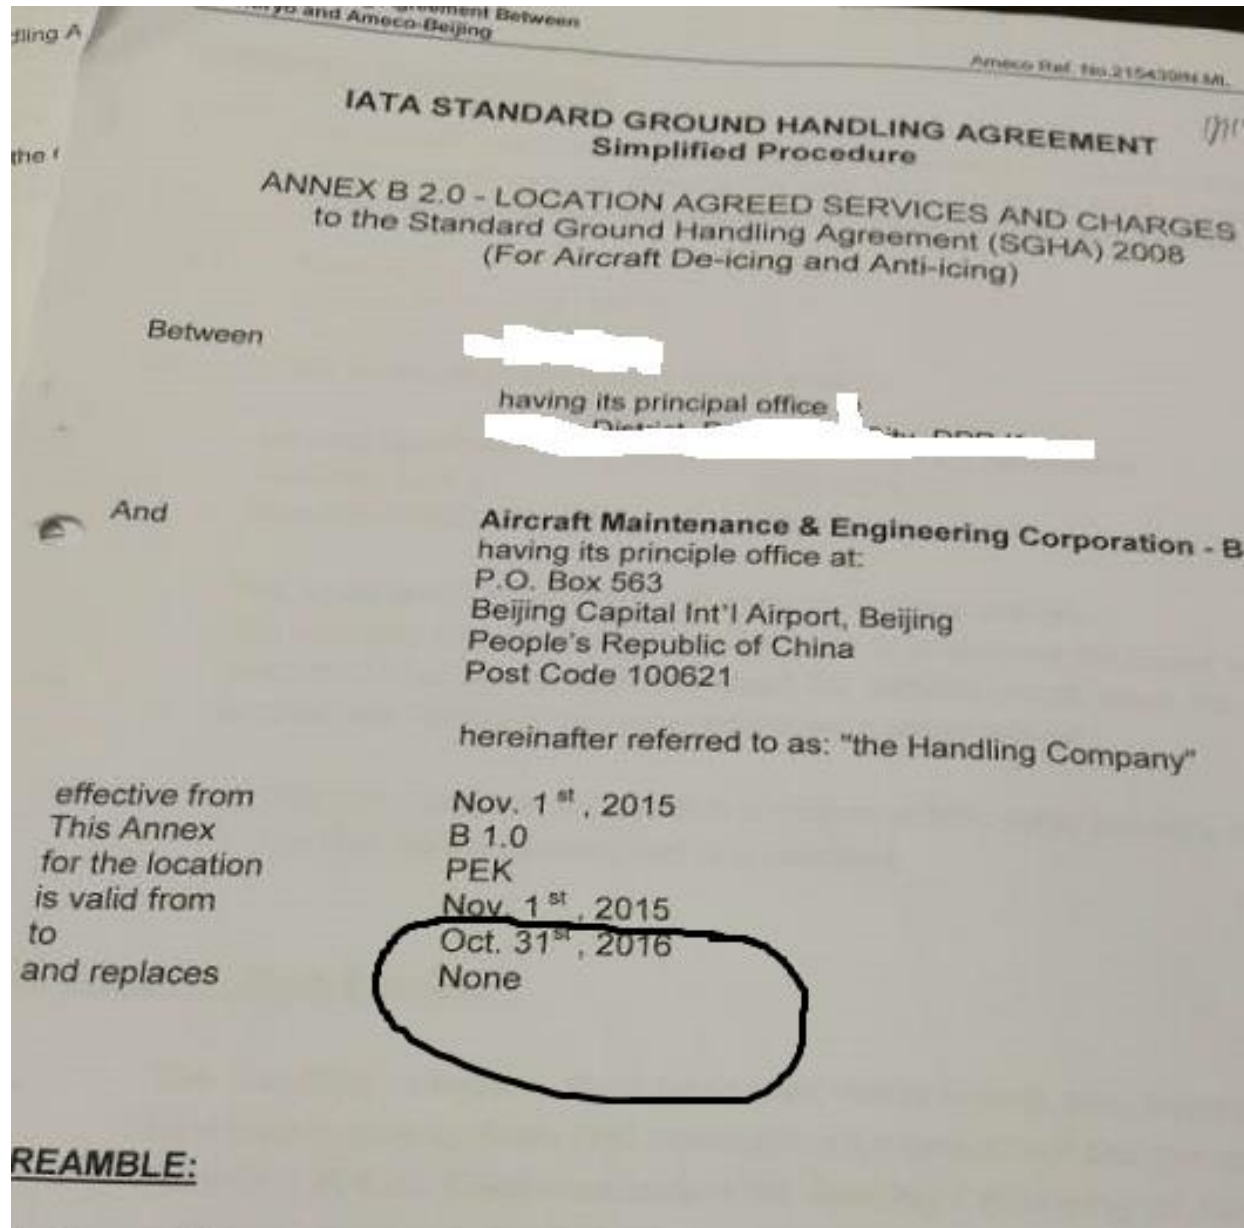 dling A
the
Agreement Between
and Ameco-Beijing
Ameco Ref. No.
IATA STANDARD GROUND HANDLING AGREEMENT
Simplified Procedure
ANNEX B 2.0 - LOCATION AGREED SERVICES AND CHARGES
to the Standard Ground Handling Agreement (SGHA) 2008
(For Aircraft De-icing and Anti-icing)
Between
having its principal office
And
Aircraft Maintenance & Engineering Corporation - B
having its principle office at:
P.O. Box 563
Beijing Capital Int'l Airport, Beijing
People's Republic of China
Post Code 100621
hereinafter referred to as: "the Handling Company"
effective from Nov. 1st, 2015
This Annex B 1.0
for the location PEK
is valid from Nov. 1st, 2015
to Oct. 31st, 2016
and replaces None
REAMBLE: